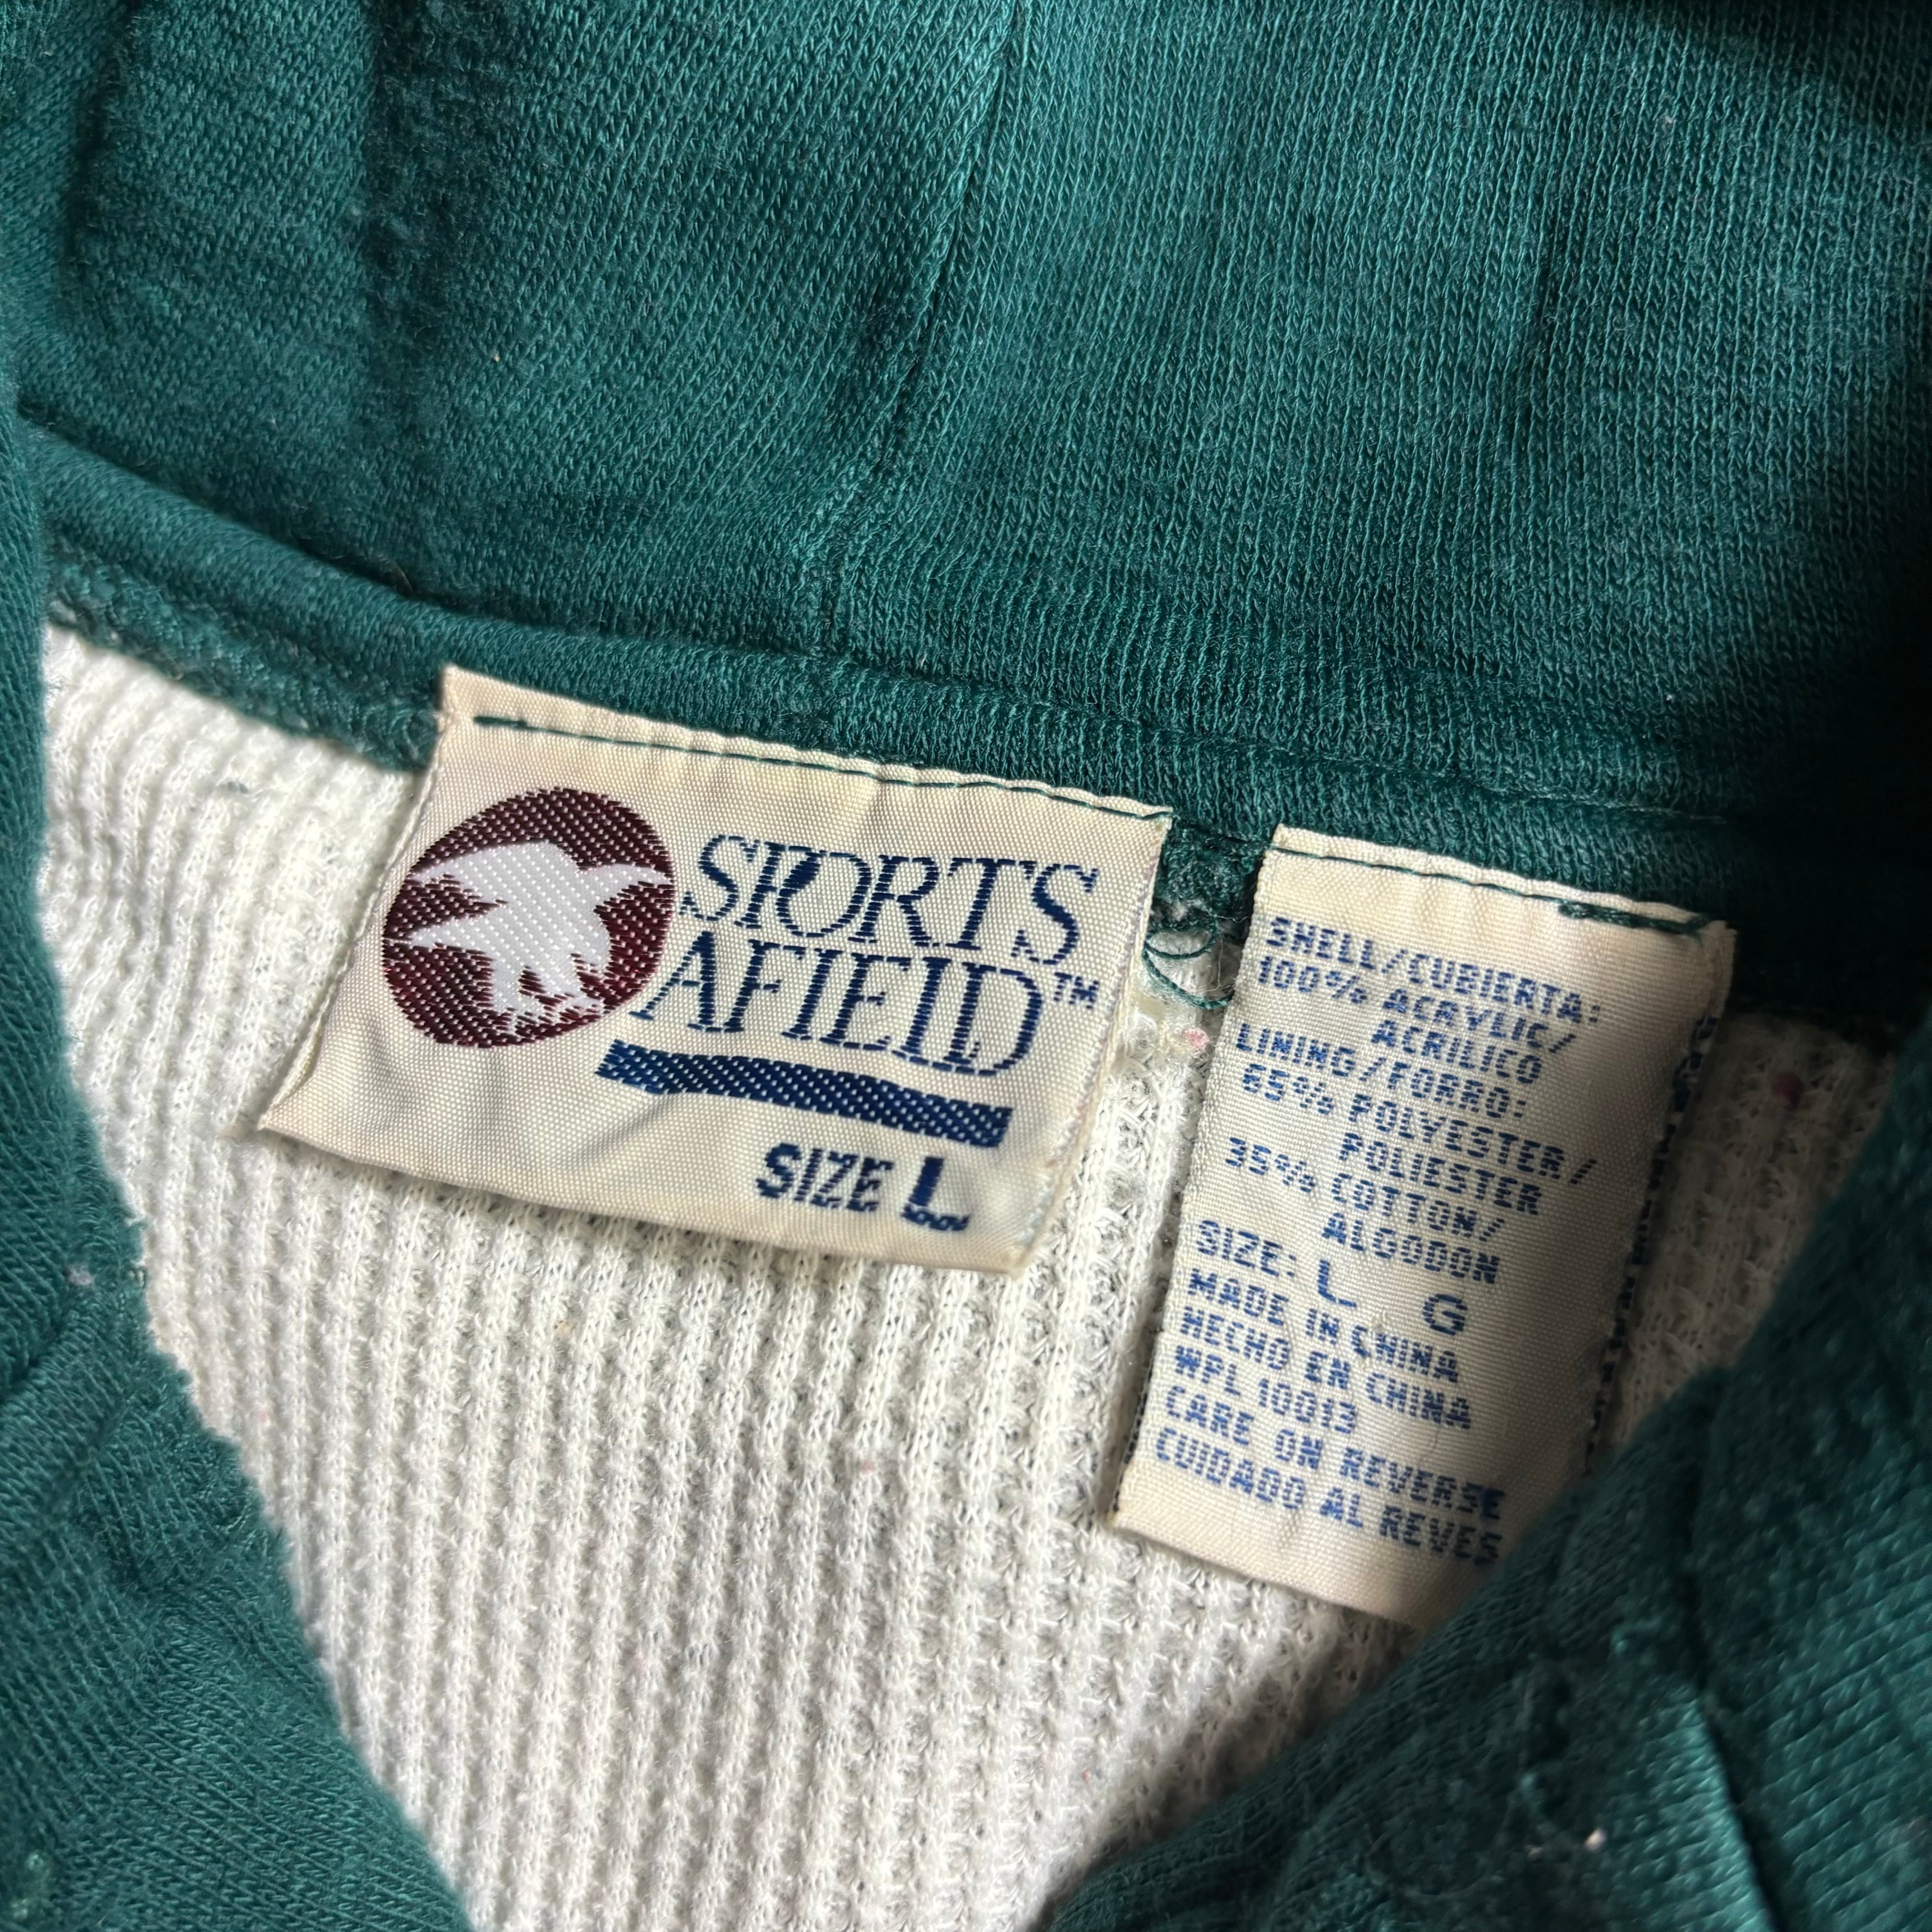 SPORTS
AFIELD™
SIZE L
SHELL/CUBIERTA:
100% ACRYLIC/
ACRILICO
LINING/FORRO:
65% POLYESTER/
POLIESTER
35% COTTON/
ALGODON
SIZE: L G
MADE IN CHINA
HECHO EN CHINA
WPL 10013
CARE ON REVERSE
CUIDADO AL REVES